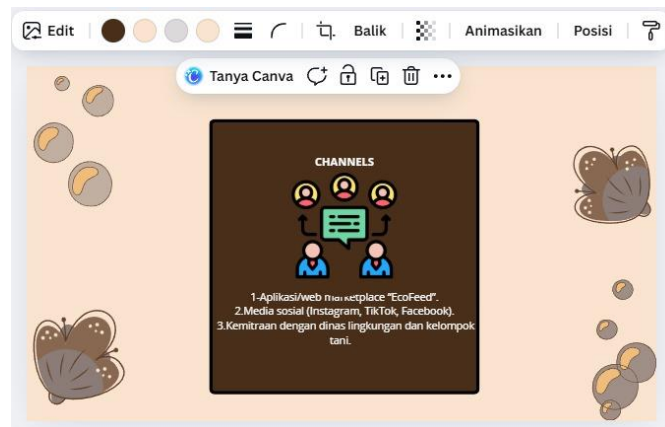 Edit
Balik
Animasikan
Posisi
Tanya Canva
CHANNELS
1-Aplikasi/web marketplace "EcoFeed".
2.Media sosial (Instagram, TikTok, Facebook).
3.Kemitraan dengan dinas lingkungan dan kelompok
tani.